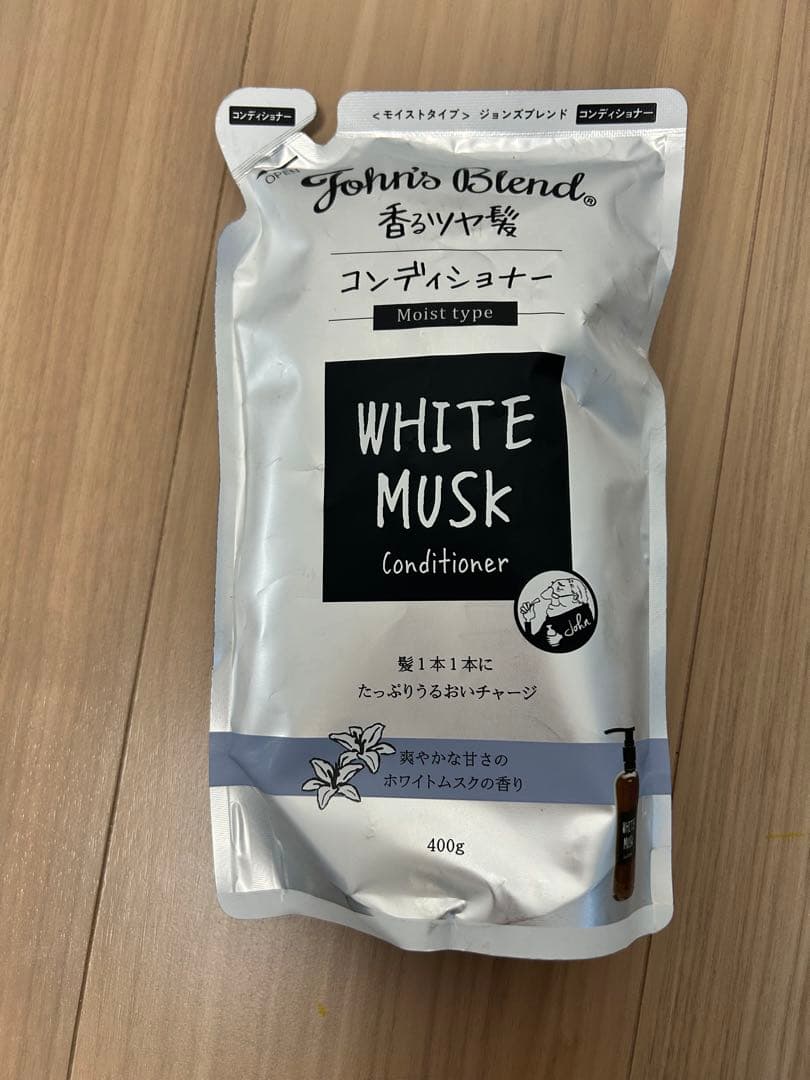 コンディショナー
<モイストタイプ> ジョンズブレンド コンディショナー
OPEN
John's Blend®
香るツヤ髪
コンディショナー
Moist type
WHITE
MUSK
Conditioner
John
髪1本1本に
たっぷりうるおいチャージ
爽やかな甘さの
ホワイトムスクの香り
WHITE
MUSK
400g